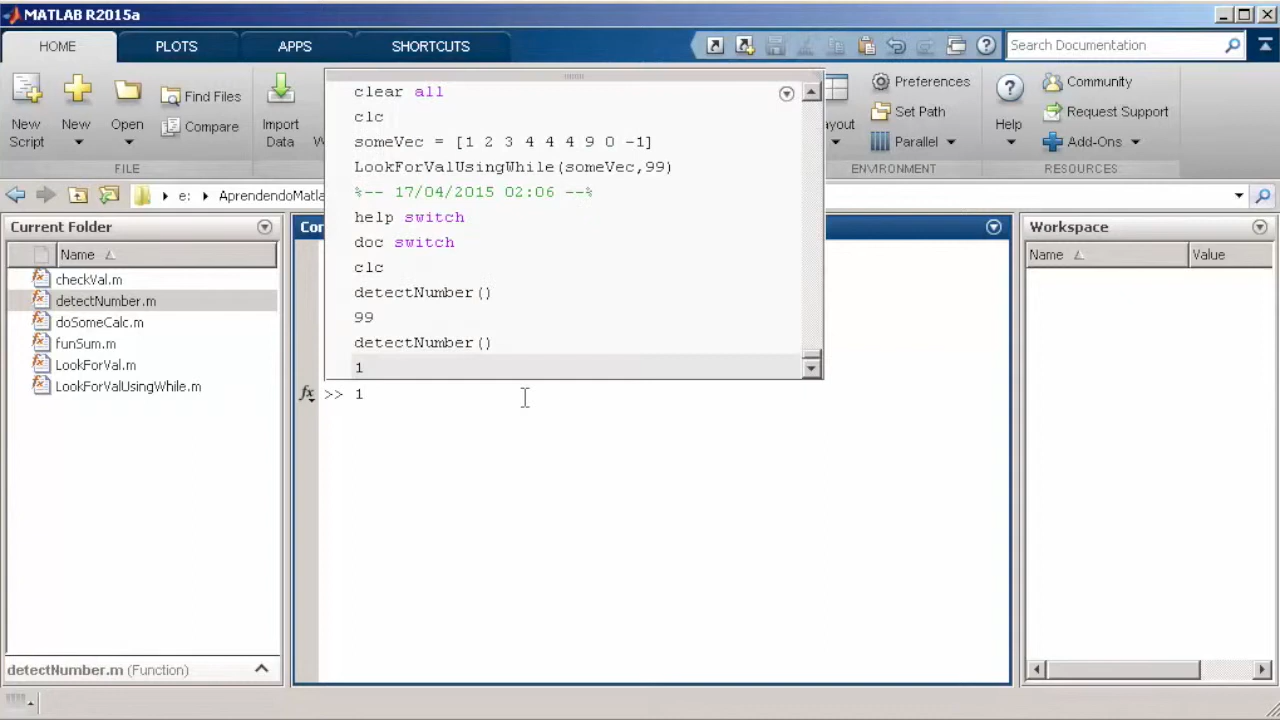 MATLAB R2015a
HOME PLOTS APPS SHORTCUTS Search Documentation
New Script
New
Open
Find Files
Compare
FILE
Import Data
Preferences
Set Path
Parallel
ENVIRONMENT
Help
Community
Request Support
Add-Ons
RESOURCES
e: AprendendoMatla
Current Folder
Name
checkVal.m
detectNumber.m
doSomeCalc.m
funSum.m
LookForVal.m
LookForValUsingWhile.m
detectNumber.m (Function)
clear all
clc
someVec = [1 2 3 4 4 4 9 0 -1]
LookForValUsingWhile(someVec,99)
%-- 17/04/2015 02:06 --%
help switch
doc switch
clc
detectNumber()
99
detectNumber()
1
fx >> 1
Workspace
Name Value